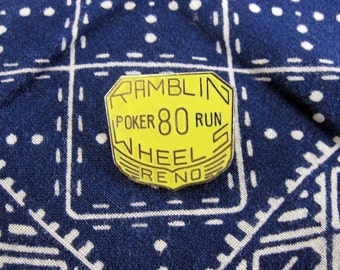 RAMBLIN
POKER 80 RUN
WHEELS
RENO